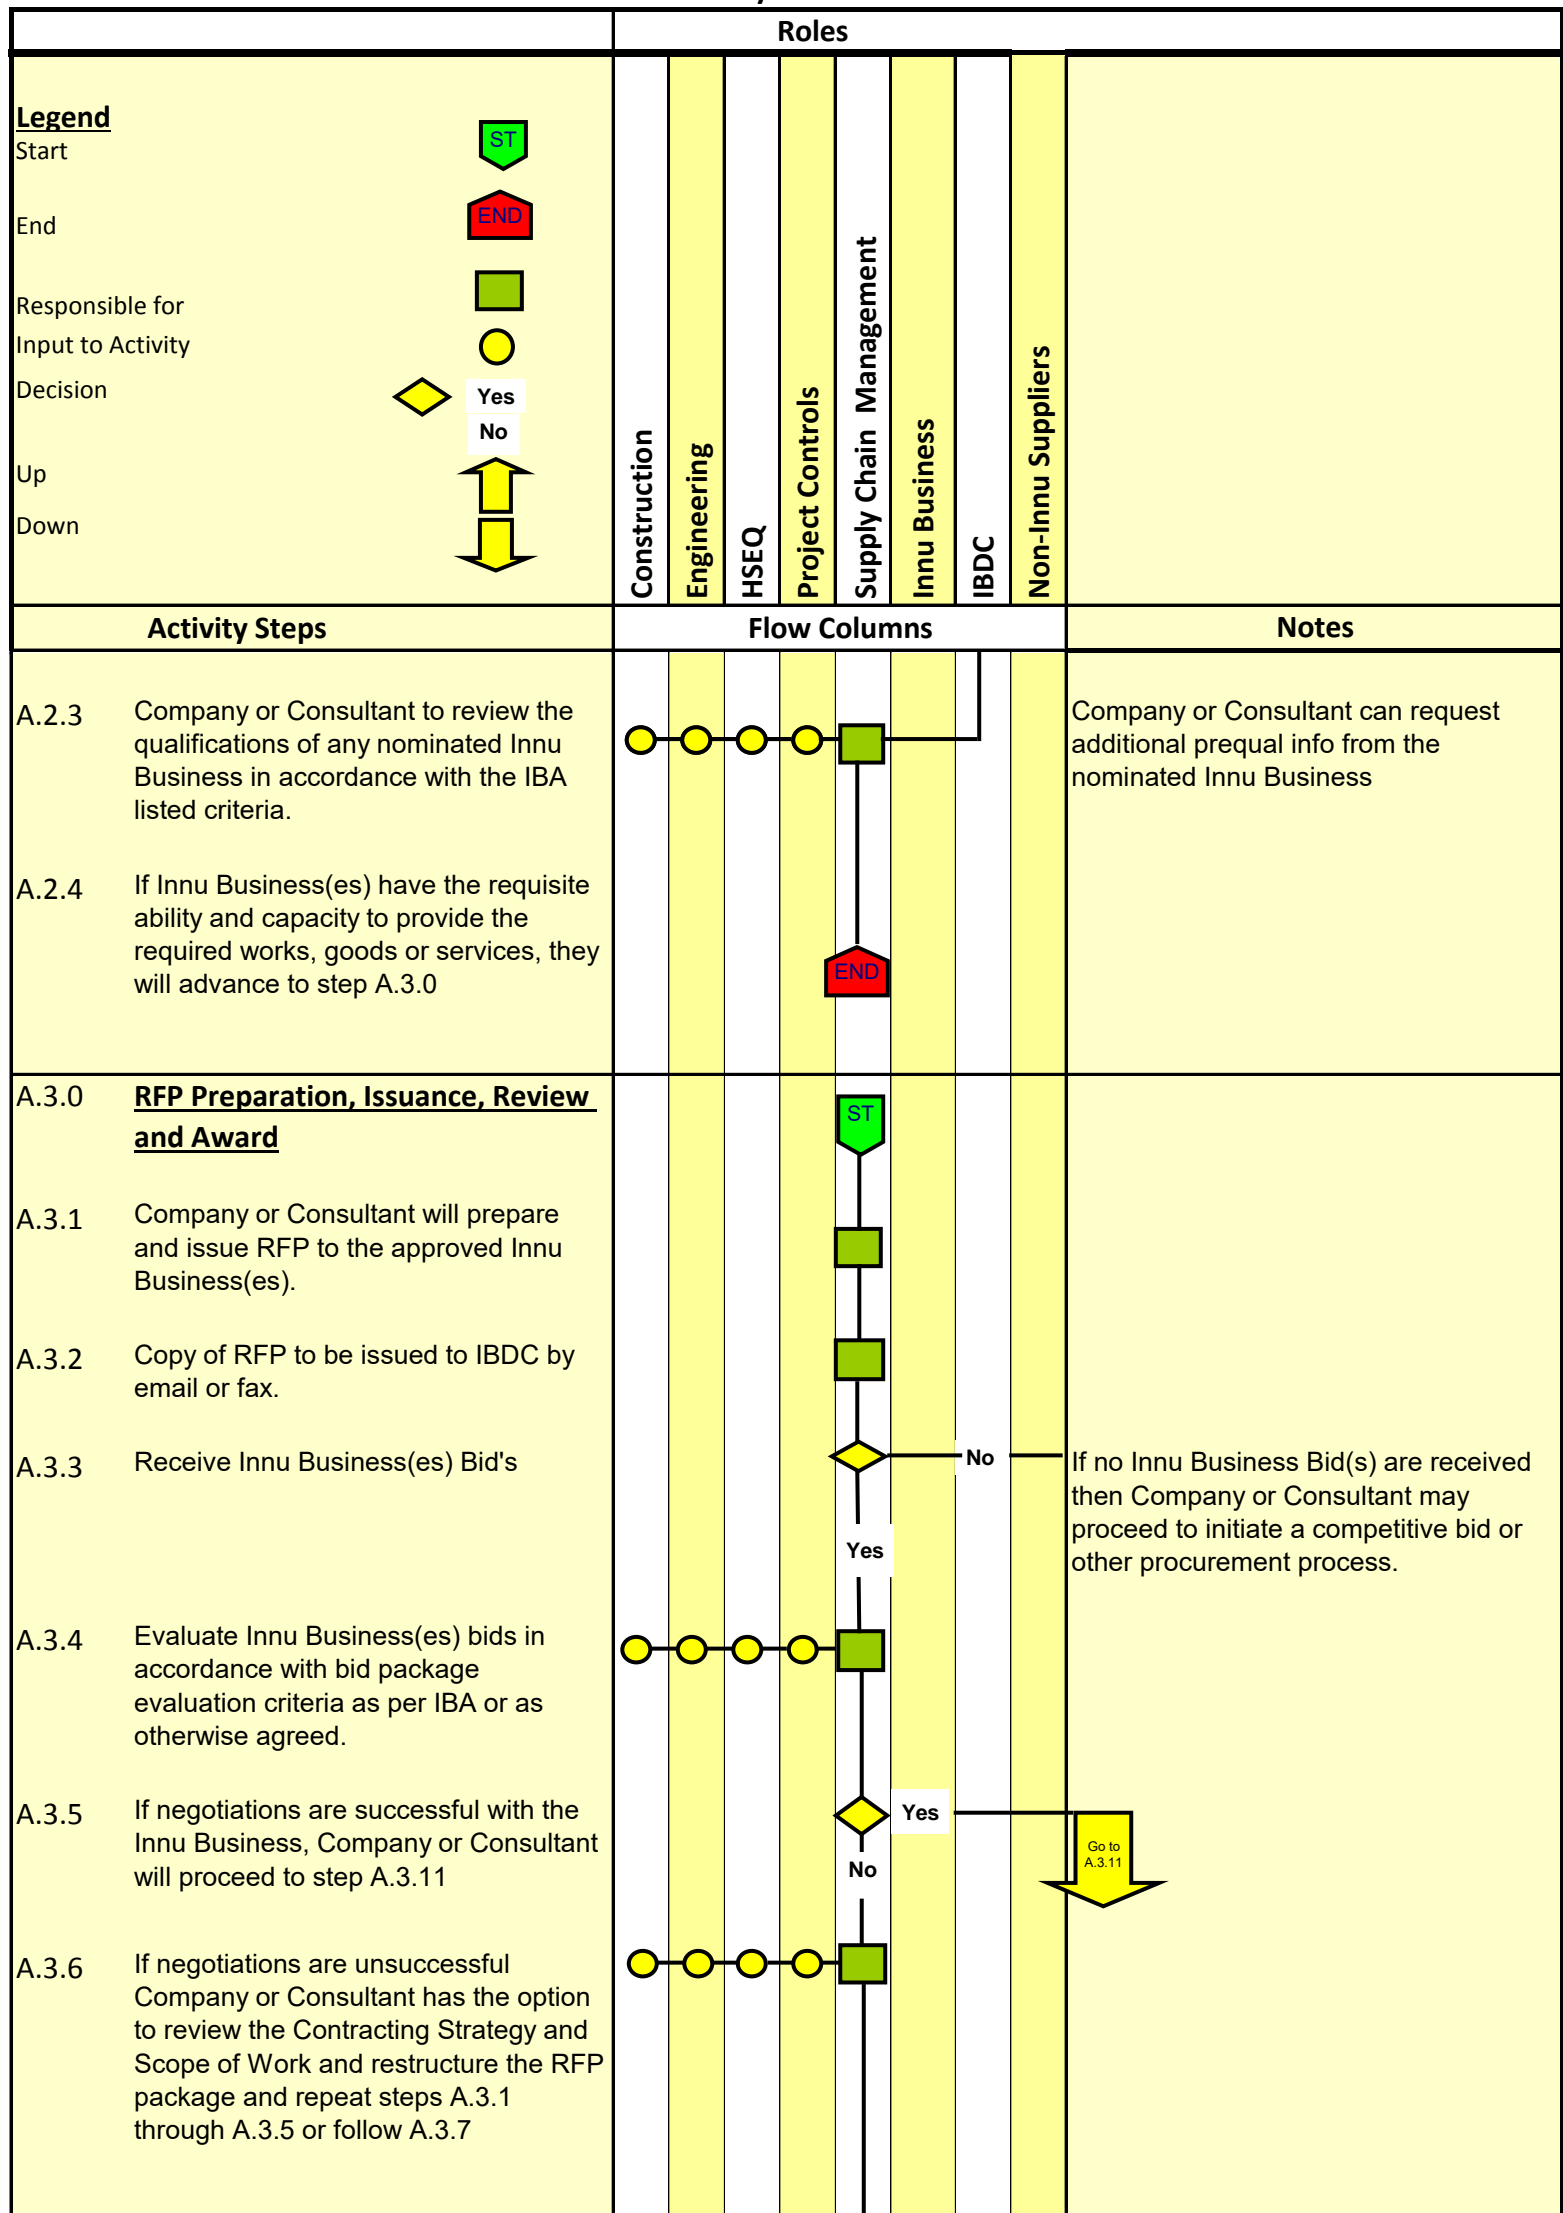 Roles
Legend
Start
ST
End
END
Responsible for
Input to Activity
Decision
Yes
No
Up
Down
Construction
Engineering
HSEQ
Project Controls
Supply Chain Management
Innu Business
IBDC
Non-Innu Suppliers
Activity Steps
Flow Columns
Notes
A.2.3
Company or Consultant to review the
qualifications of any nominated Innu
Business in accordance with the IBA
listed criteria.
Company or Consultant can request
additional prequal info from the
nominated Innu Business
A.2.4
If Innu Business(es) have the requisite
ability and capacity to provide the
required works, goods or services, they
will advance to step A.3.0
END
A.3.0
RFP Preparation, Issuance, Review
and Award
ST
A.3.1
Company or Consultant will prepare
and issue RFP to the approved Innu
Business(es).
A.3.2
Copy of RFP to be issued to IBDC by
email or fax.
A.3.3
Receive Innu Business(es) Bid's
No
If no Innu Business Bid(s) are received
then Company or Consultant may
proceed to initiate a competitive bid or
other procurement process.
Yes
A.3.4
Evaluate Innu Business(es) bids in
accordance with bid package
evaluation criteria as per IBA or as
otherwise agreed.
A.3.5
If negotiations are successful with the
Innu Business, Company or Consultant
will proceed to step A.3.11
Yes
No
Go to
A.3.11
A.3.6
If negotiations are unsuccessful
Company or Consultant has the option
to review the Contracting Strategy and
Scope of Work and restructure the RFP
package and repeat steps A.3.1
through A.3.5 or follow A.3.7